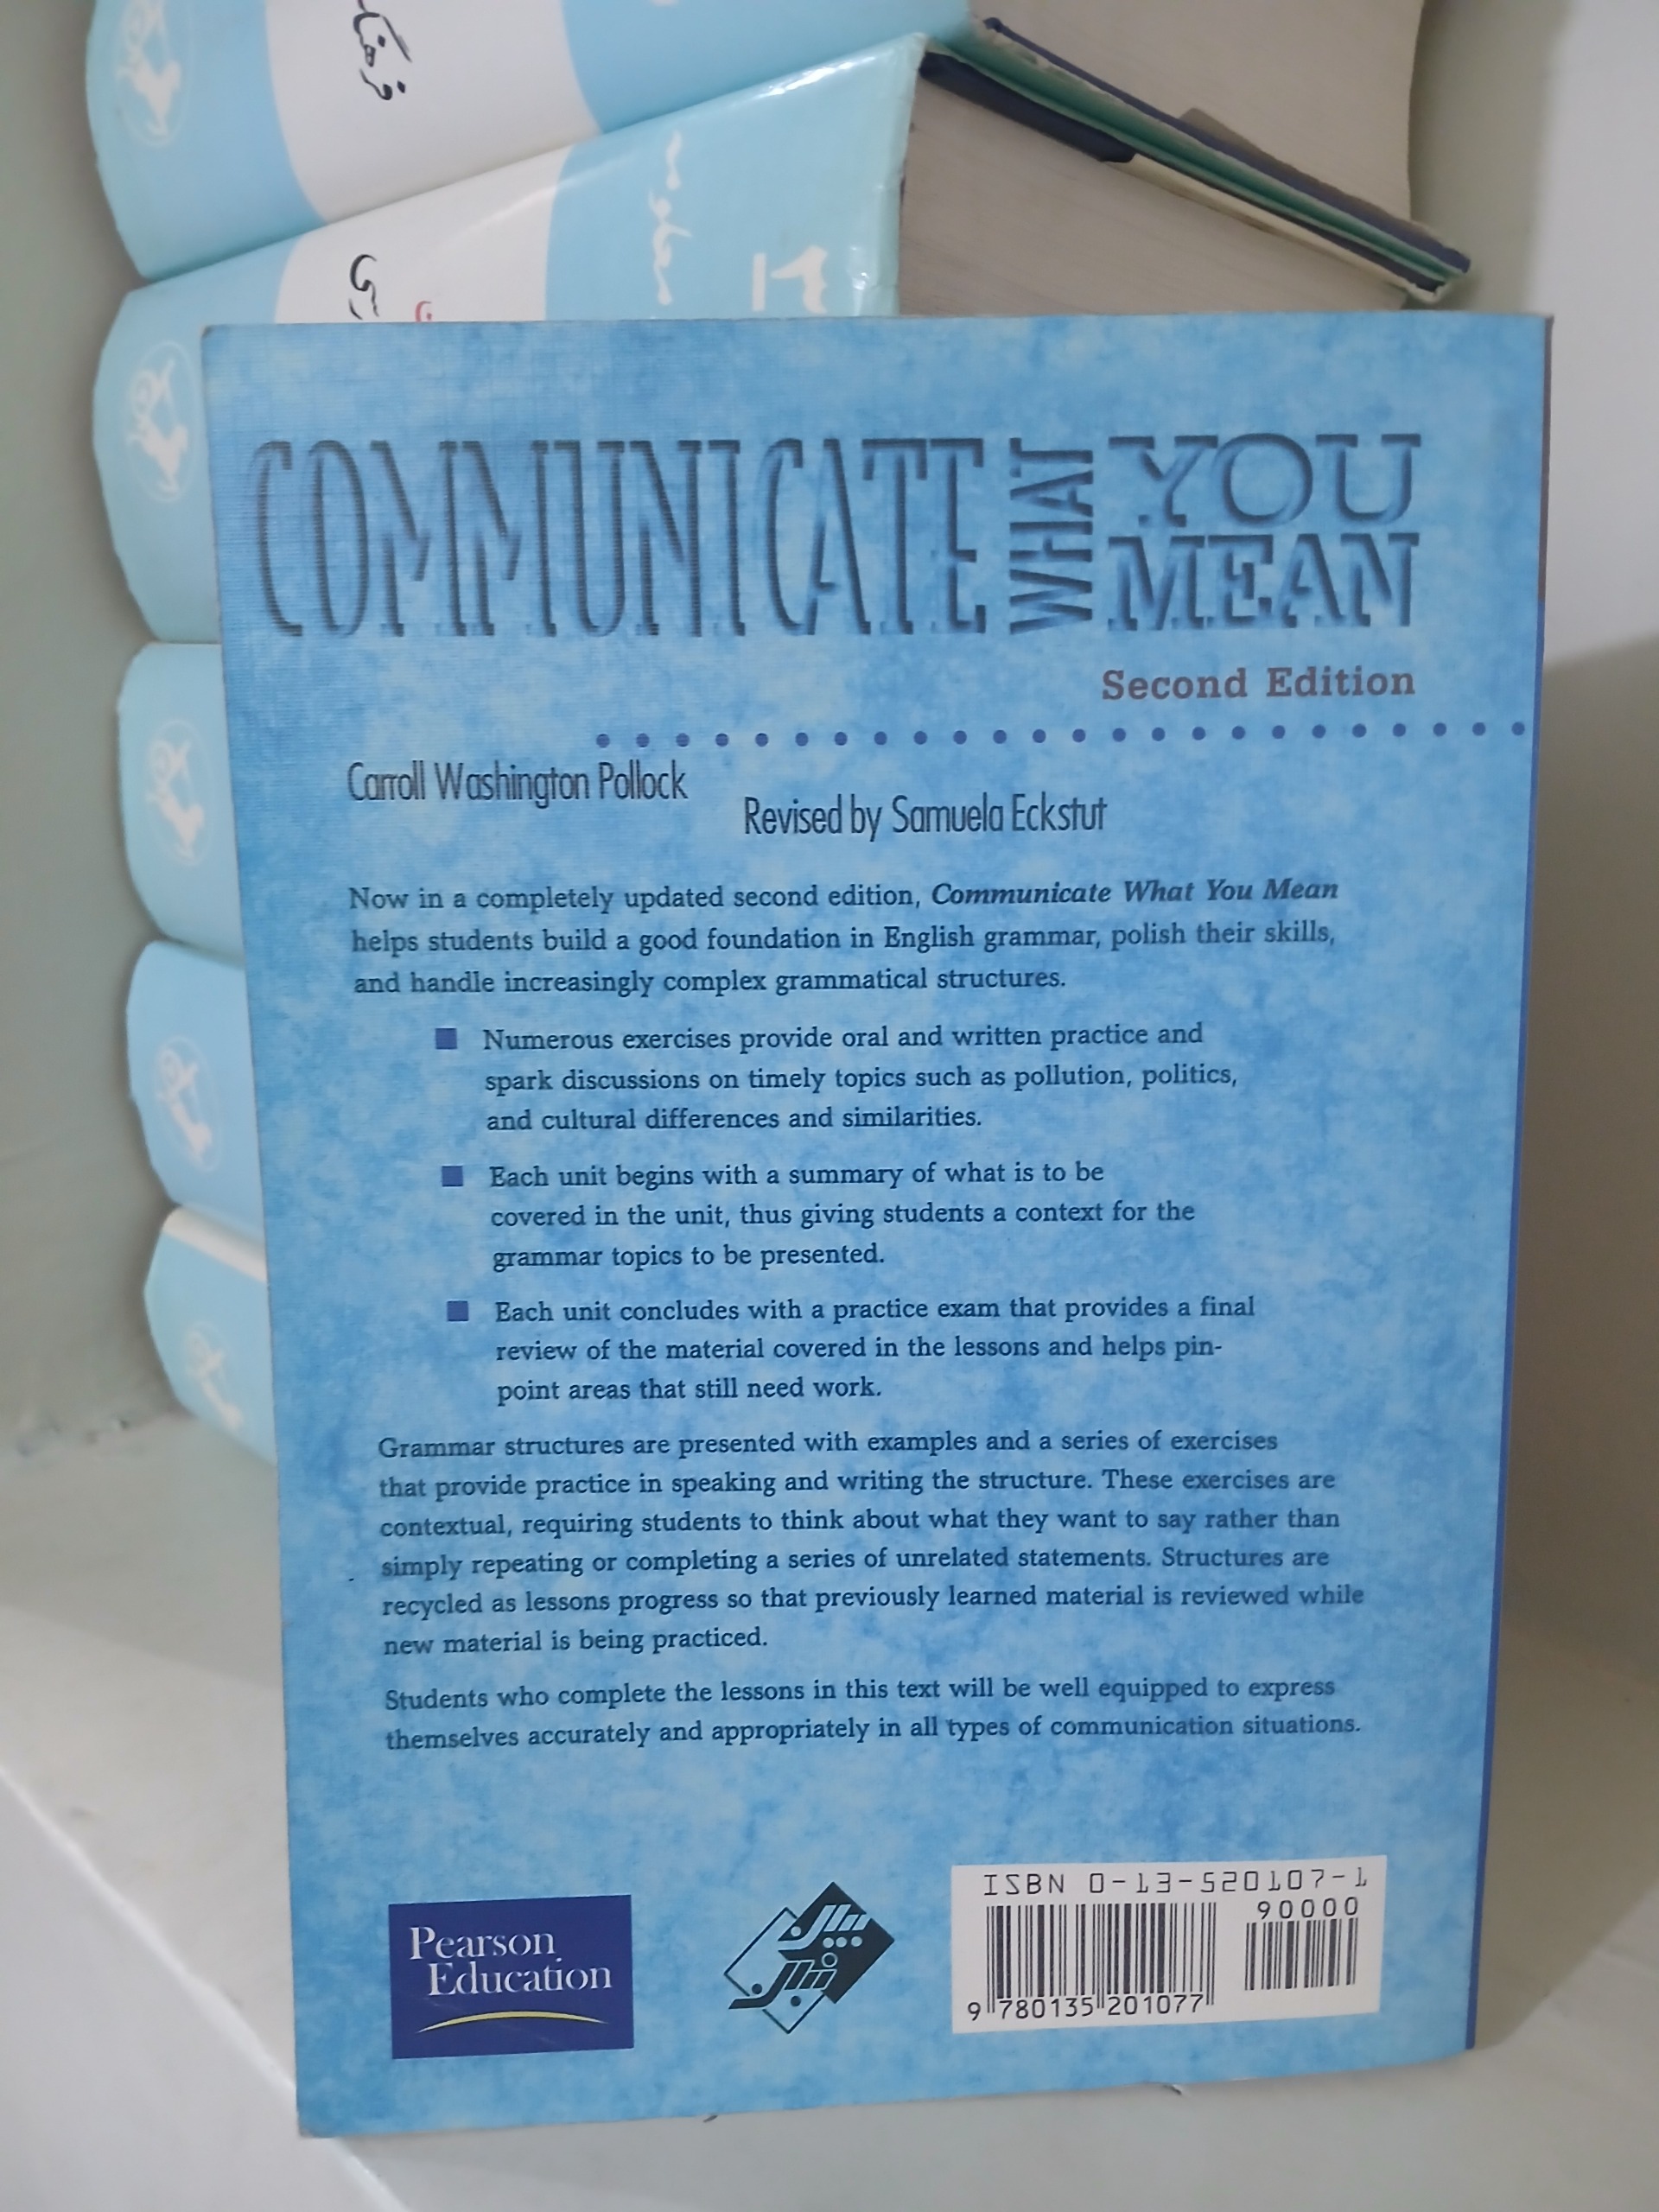 فرهنگ
COMMUNICATE WHAT YOU MEAN
Second Edition
Carroll Washington Pollock
Revised by Samuela Eckstut
Now in a completely updated second edition, Communicate What You Mean
helps students build a good foundation in English grammar, polish their skills,
and handle increasingly complex grammatical structures.
■ Numerous exercises provide oral and written practice and
spark discussions on timely topics such as pollution, politics,
and cultural differences and similarities.
■ Each unit begins with a summary of what is to be
covered in the unit, thus giving students a context for the
grammar topics to be presented.
■ Each unit concludes with a practice exam that provides a final
review of the material covered in the lessons and helps pin-
point areas that still need work.
Grammar structures are presented with examples and a series of exercises
that provide practice in speaking and writing the structure. These exercises are
contextual, requiring students to think about what they want to say rather than
simply repeating or completing a series of unrelated statements. Structures are
recycled as lessons progress so that previously learned material is reviewed while
new material is being practiced.
Students who complete the lessons in this text will be well equipped to express
themselves accurately and appropriately in all types of communication situations.
Pearson
Education
ISBN 0-13-520107-1
90000
9 780135 201077